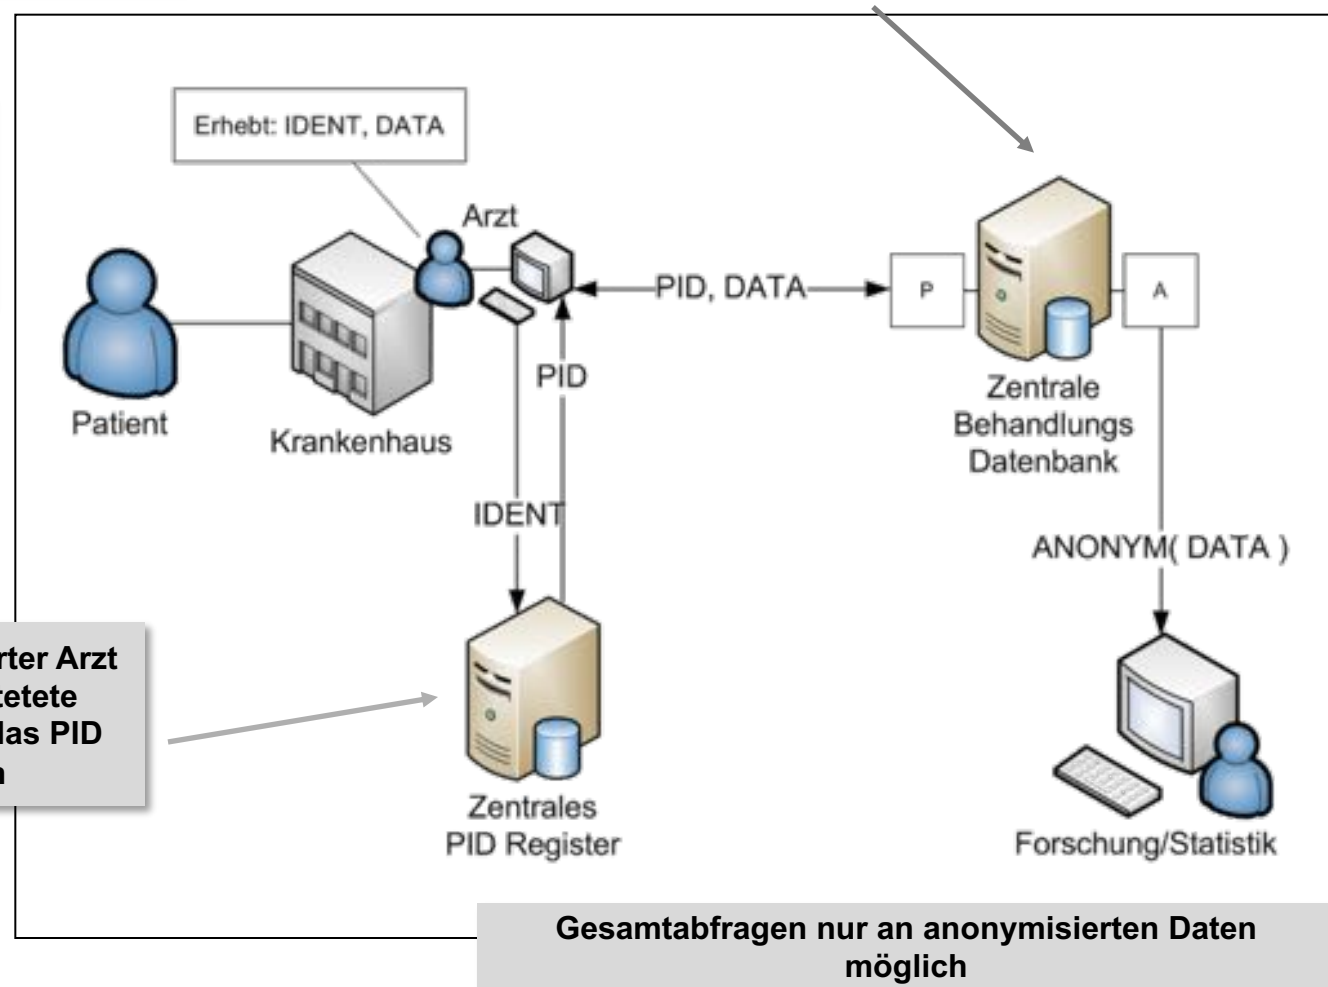 Erhebt: IDENT, DATA
Arzt
PID, DATA
P
A
Patient
Krankenhaus
PID
Zentrale
Behandlungs
Datenbank
IDENT
ANONYM( DATA )
rter Arzt
tetete
das PID
Zentrales
PID Register
Forschung/Statistik
Gesamtabfragen nur an anonymisierten Daten
möglich